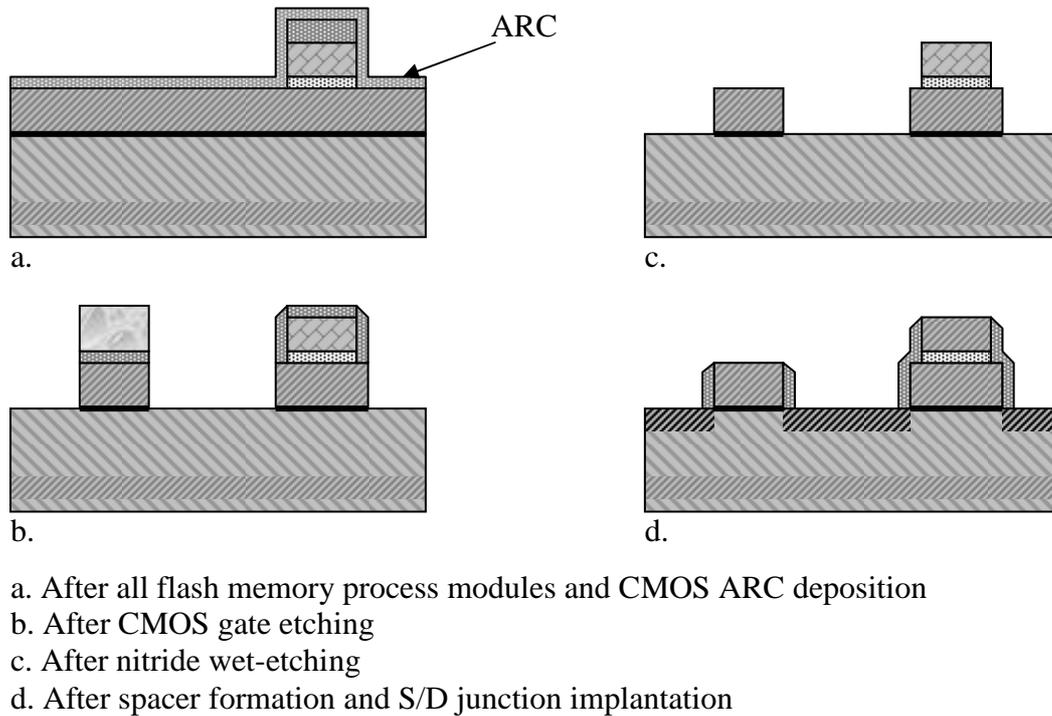 ARC
a.
c.
b.
d.
a. After all flash memory process modules and CMOS ARC deposition
b. After CMOS gate etching
c. After nitride wet-etching
d. After spacer formation and S/D junction implantation